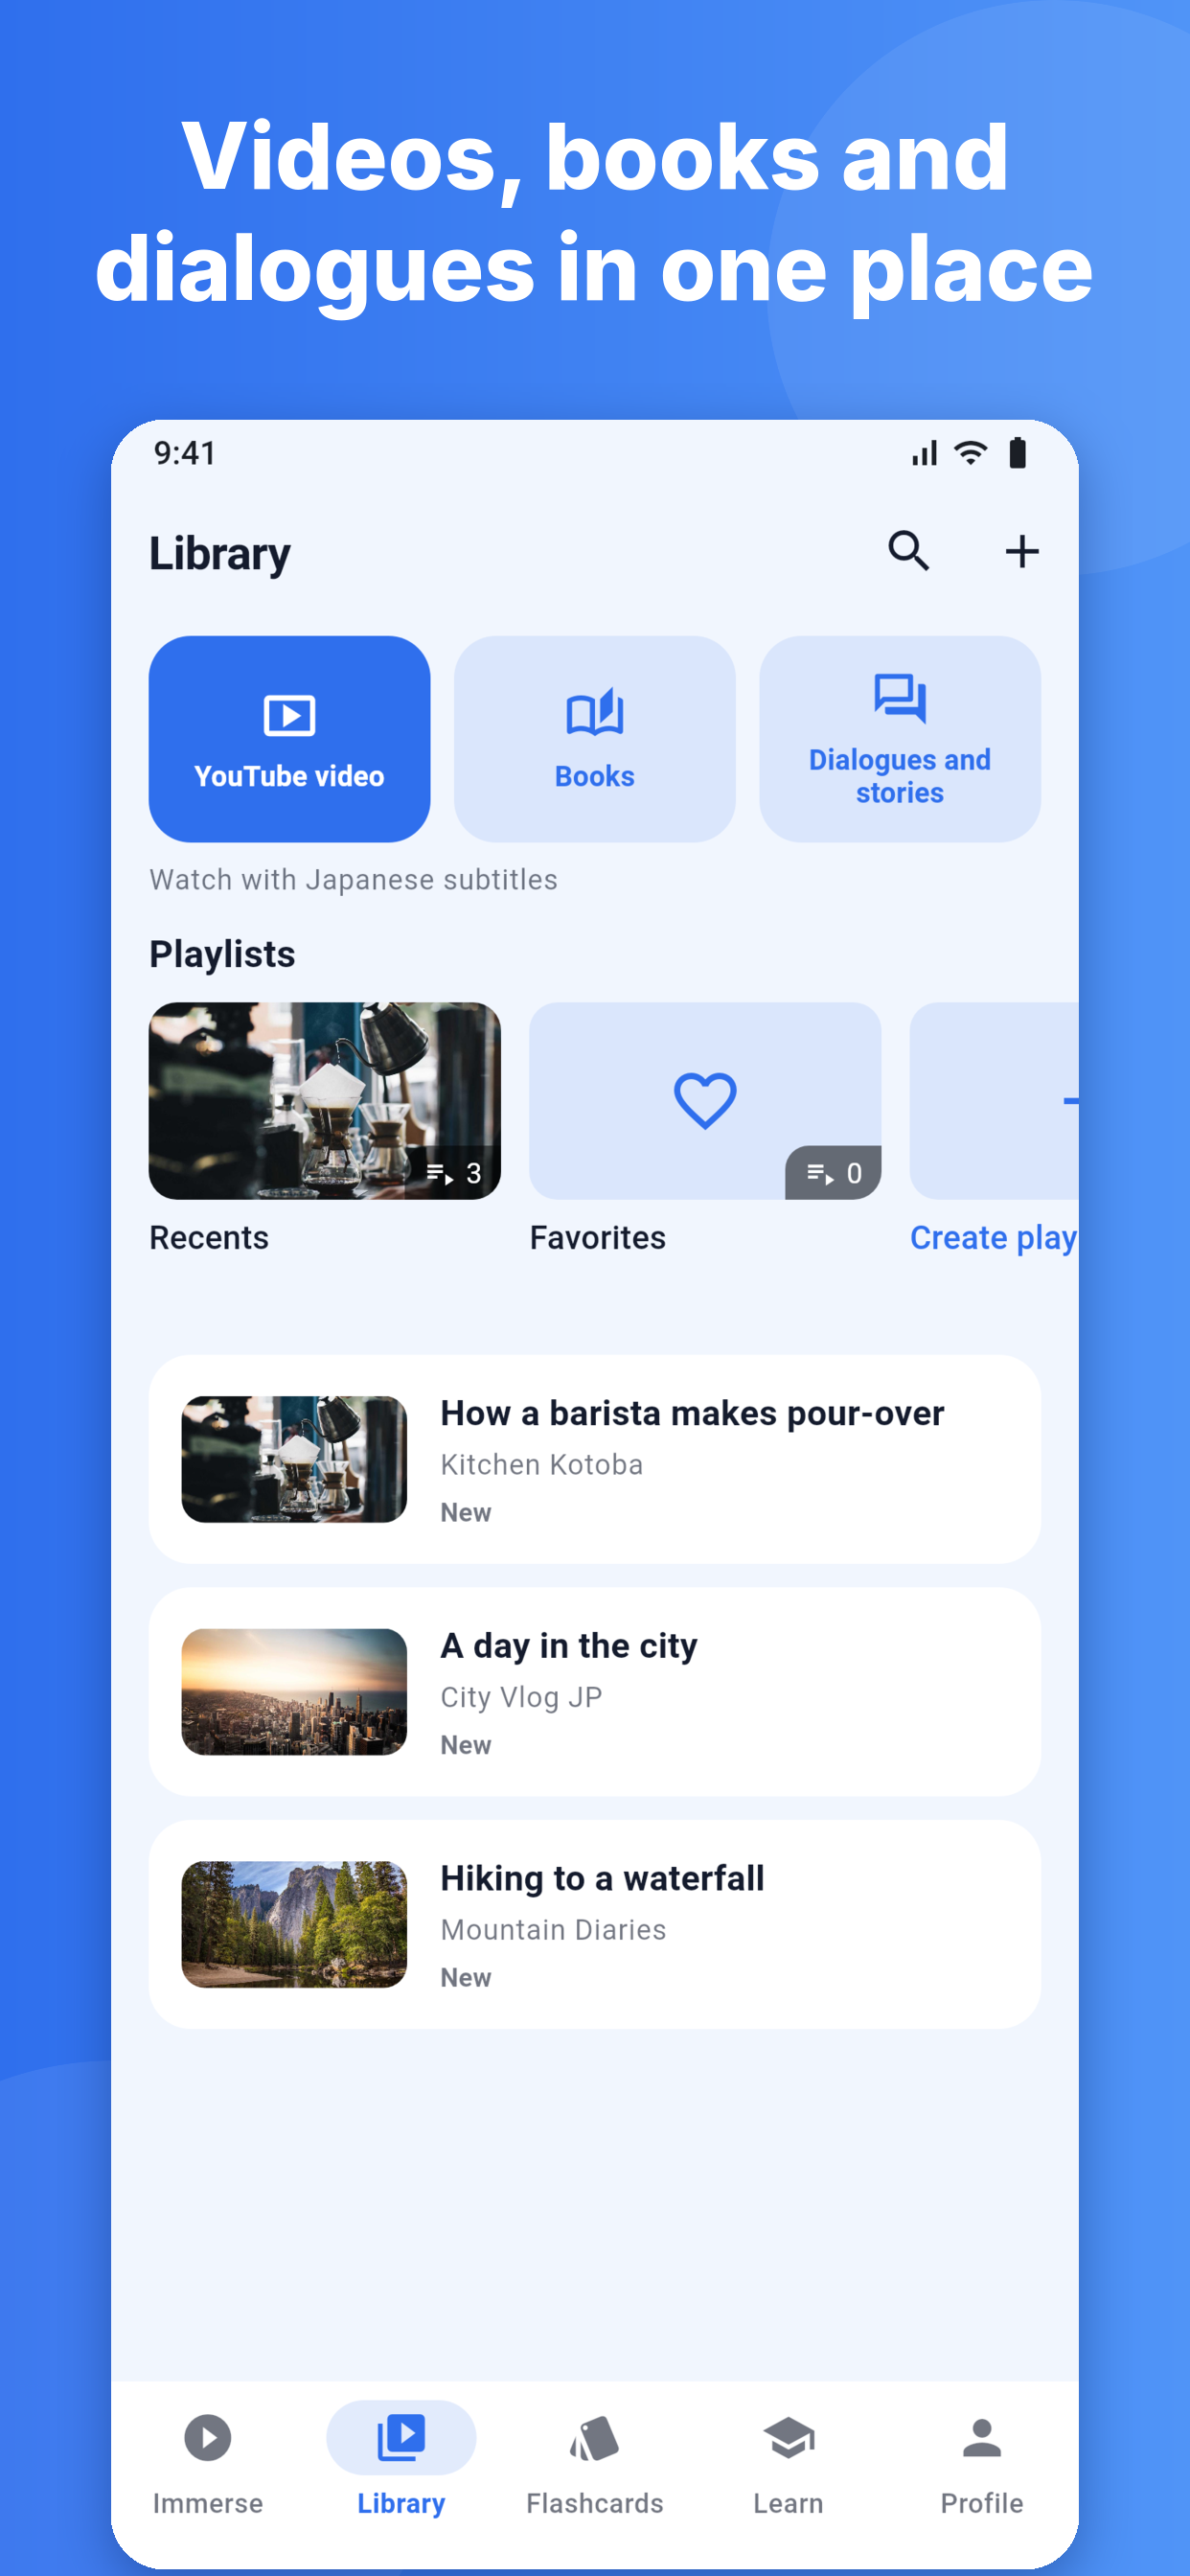 Videos, books and
dialogues in one place
9:41
Library
YouTube video
Books
Dialogues and
stories
Watch with Japanese subtitles
Playlists
3
0
Recents
Favorites
Create play
How a barista makes pour-over
Kitchen Kotoba
New
A day in the city
City Vlog JP
New
Hiking to a waterfall
Mountain Diaries
New
Immerse
Library
Flashcards
Learn
Profile